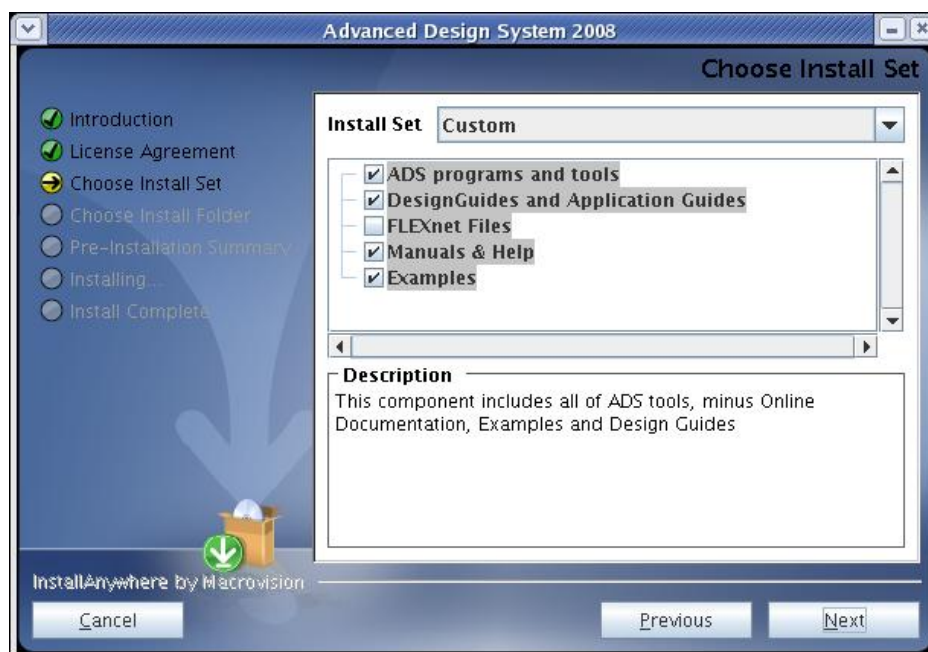 Advanced Design System 2008
Choose Install Set
Introduction
License Agreement
Choose Install Set
Choose Install Folder
Pre-Installation Summary
Installing...
Install Complete
Install Set
Custom
ADS programs and tools
DesignGuides and Application Guides
FLEXnet Files
Manuals & Help
Examples
Description
This component includes all of ADS tools, minus Online
Documentation, Examples and Design Guides
InstallAnywhere by Macrovision
Cancel
Previous
Next